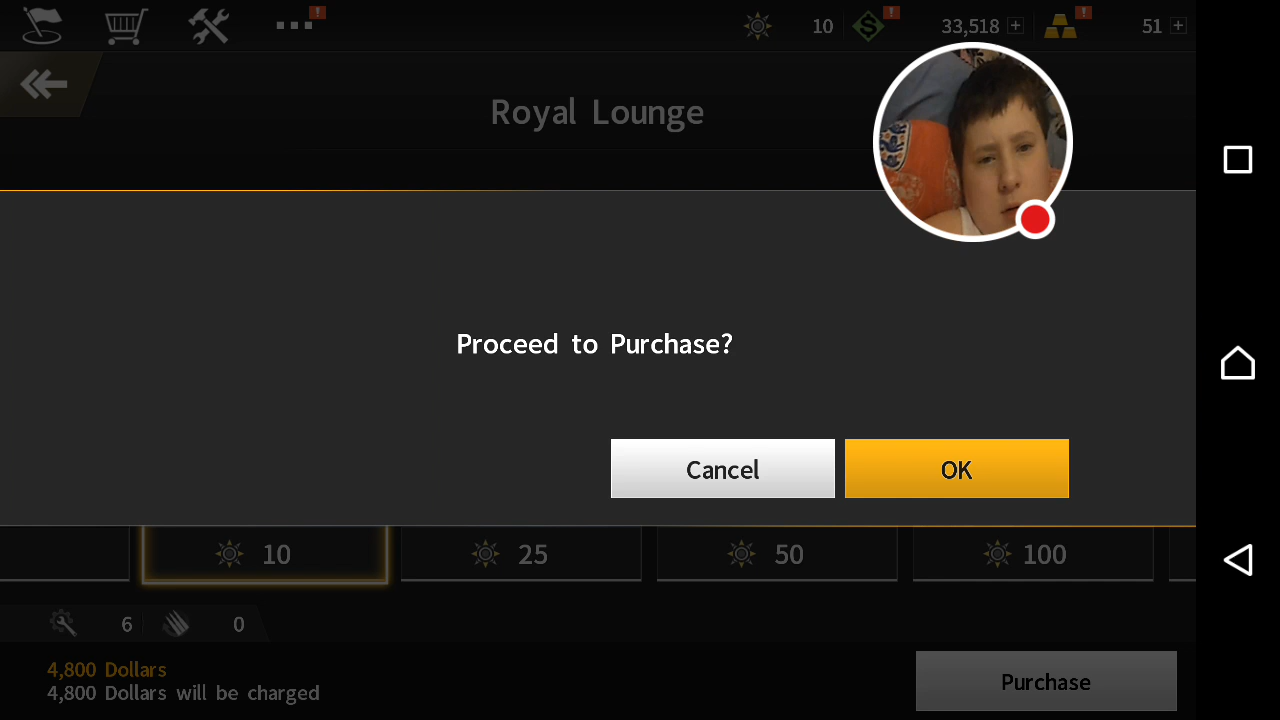 10
33,518
51
Royal Lounge
Proceed to Purchase?
Cancel
OK
10
25
50
100
6
0
4,800 Dollars
4,800 Dollars will be charged
Purchase